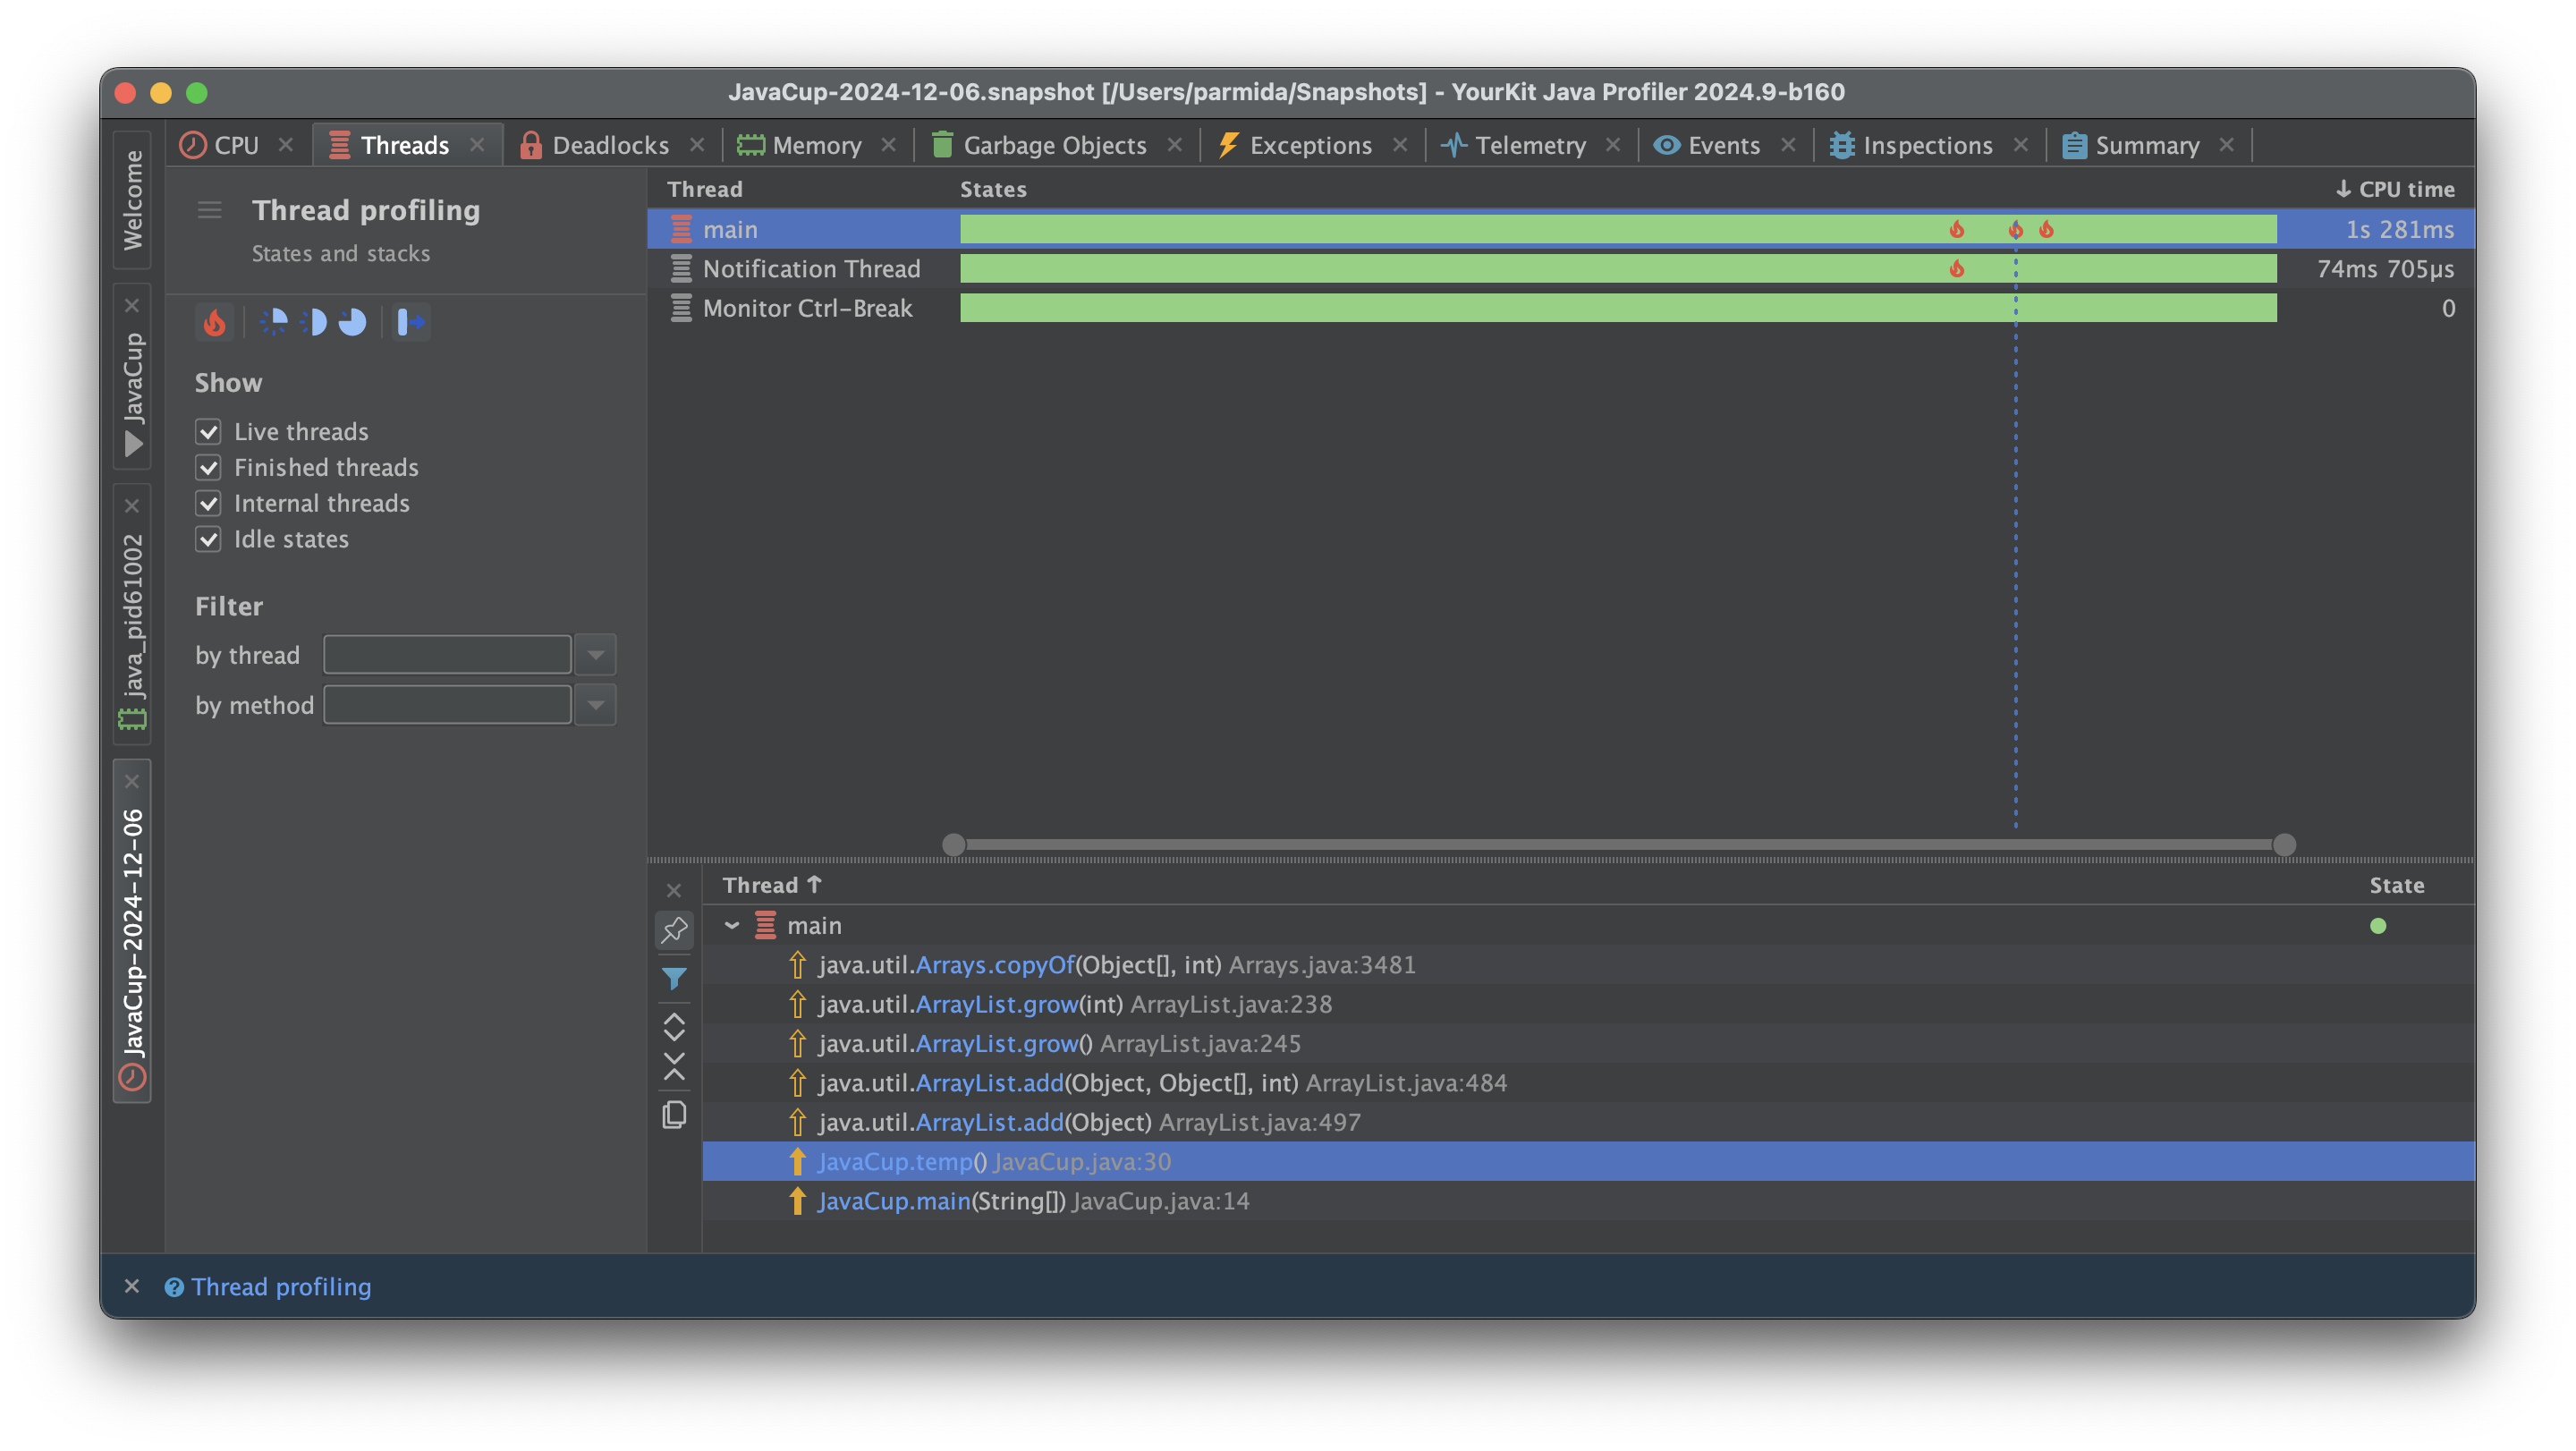 JavaCup-2024-12-06.snapshot [/Users/parmida/Snapshots] - YourKit Java Profiler 2024.9-b160
Welcome
JavaCup
java_pid61002
JavaCup-2024-12-06
CPU Threads Deadlocks Memory Garbage Objects Exceptions Telemetry Events Inspections Summary
Thread profiling
States and stacks
Show
Live threads
Finished threads
Internal threads
Idle states
Filter
by thread
by method
Thread States CPU time
main 1s 281ms
Notification Thread 74ms 705µs
Monitor Ctrl-Break 0
Thread State
main
java.util.Arrays.copyOf(Object[], int) Arrays.java:3481
java.util.ArrayList.grow(int) ArrayList.java:238
java.util.ArrayList.grow() ArrayList.java:245
java.util.ArrayList.add(Object, Object[], int) ArrayList.java:484
java.util.ArrayList.add(Object) ArrayList.java:497
JavaCup.temp() JavaCup.java:30
JavaCup.main(String[]) JavaCup.java:14
Thread profiling